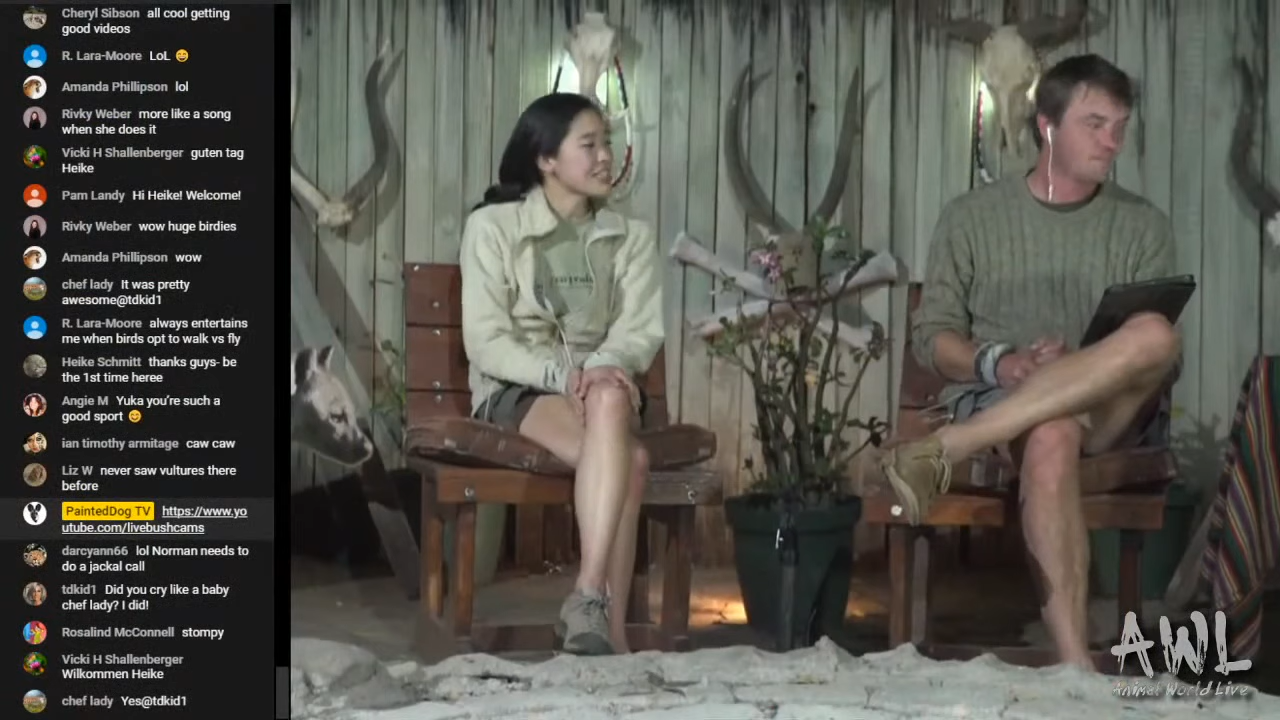 Cheryl Sibson all cool getting
good videos
R. Lara-Moore LoL 😄
Amanda Phillipson lol
Rivky Weber more like a song
when she does it
Vicki H Shallenberger guten tag
Heike
Pam Landy Hi Heike! Welcome!
Rivky Weber wow huge birdies
Amanda Phillipson wow
chef lady It was pretty
awesome@tdkid1
R. Lara-Moore always entertains
me when birds opt to walk vs fly
Heike Schmitt thanks guys- be
the 1st time heree
Angie M Yuka you're such a
good sport 😊
ian timothy armitage caw caw
Liz W never saw vultures there
before
PaintedDog TV https://www.yo
utube.com/livebushcams
darcyann66 lol Norman needs to
do a jackal call
tdkid1 Did you cry like a baby
chef lady? I did!
Rosalind McConnell stompy
Vicki H Shallenberger
Wilkommen Heike
chef lady Yes@tdkid1
AWL
Animal World Live